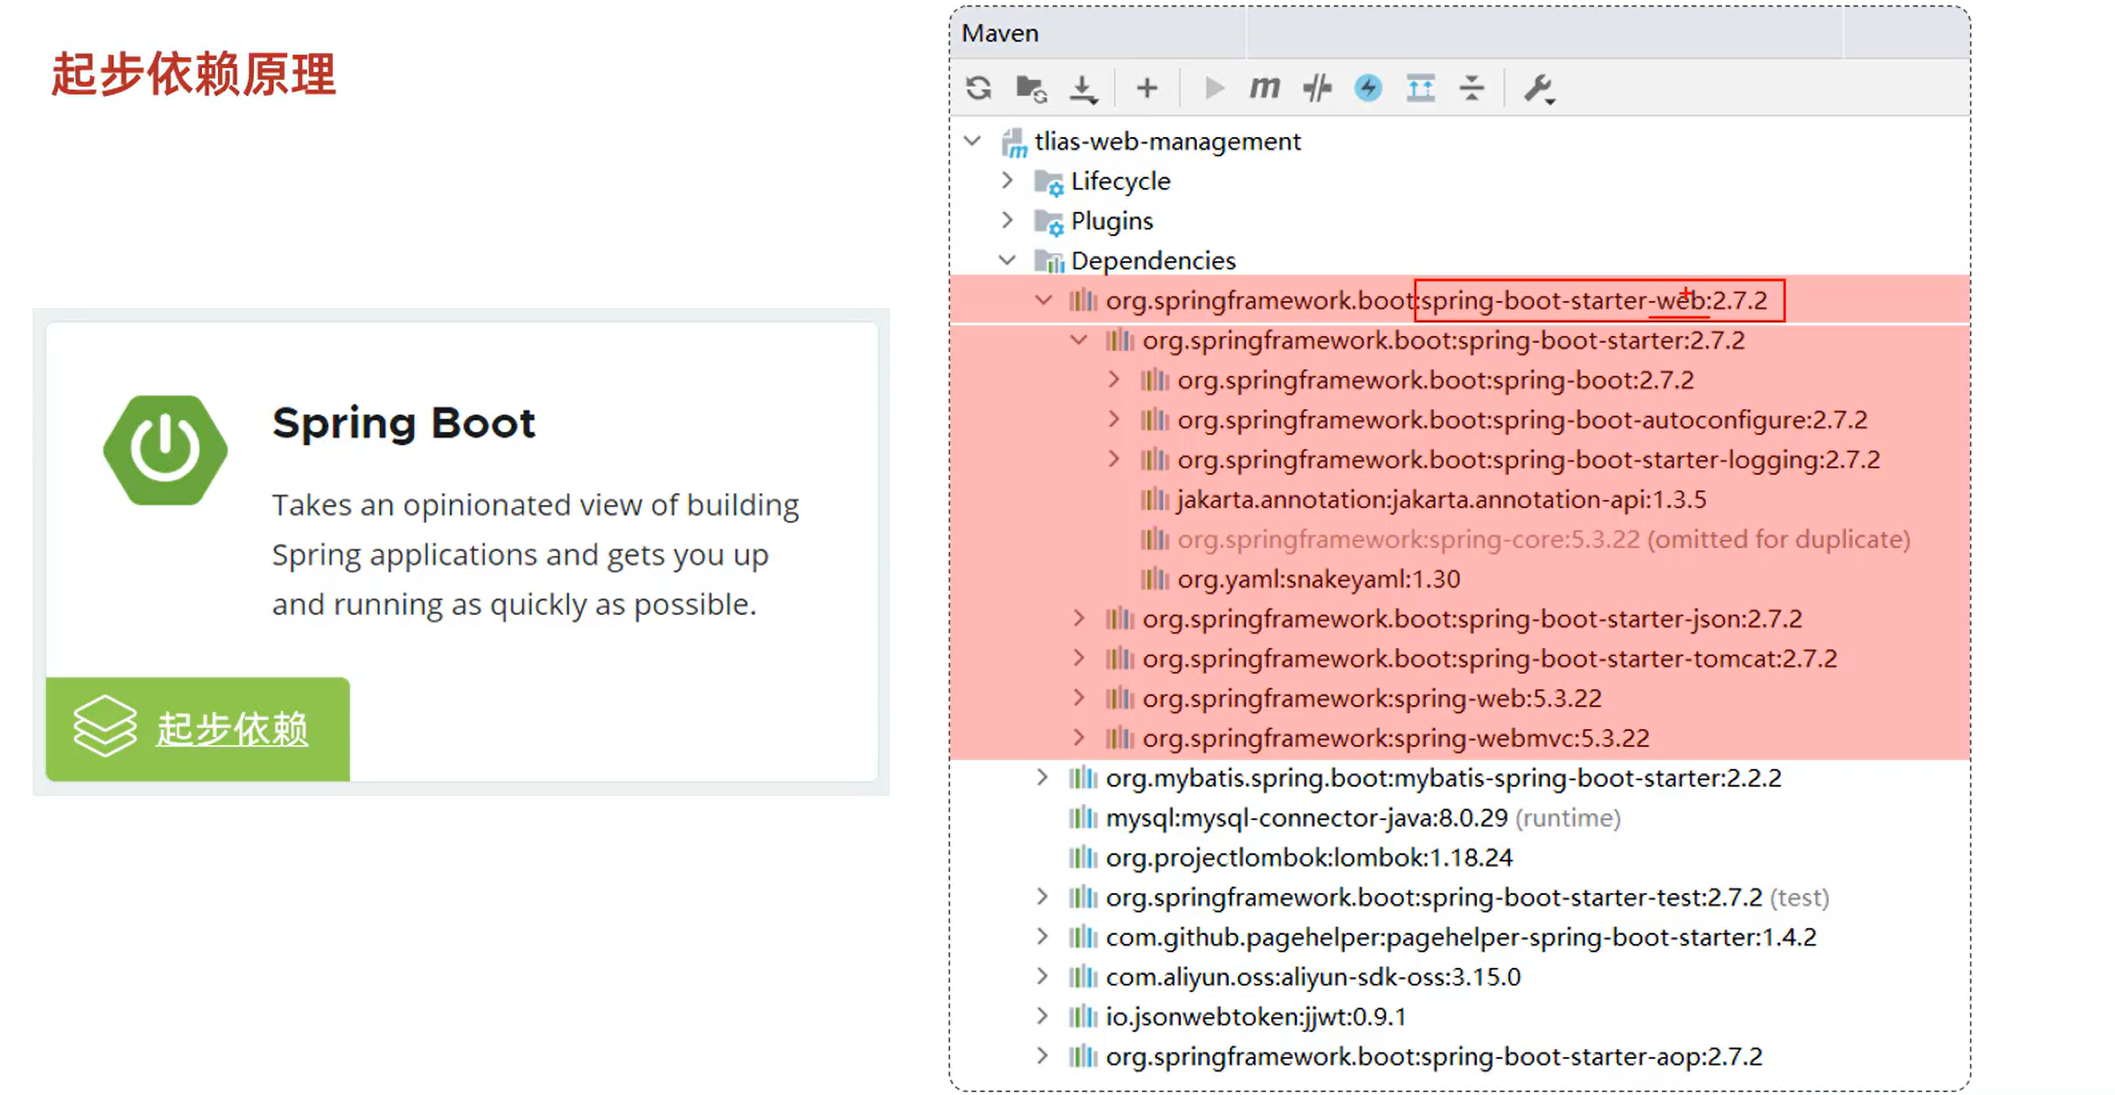 起步依赖原理
Spring Boot
Takes an opinionated view of building
Spring applications and gets you up
and running as quickly as possible.
起步依赖
Maven
m
tlias-web-management
Lifecycle
Plugins
Dependencies
org.springframework.boot:spring-boot-starter-web:2.7.2
org.springframework.boot:spring-boot-starter:2.7.2
org.springframework.boot:spring-boot:2.7.2
org.springframework.boot:spring-boot-autoconfigure:2.7.2
org.springframework.boot:spring-boot-starter-logging:2.7.2
jakarta.annotation:jakarta.annotation-api:1.3.5
org.springframework:spring-core:5.3.22 (omitted for duplicate)
org.yaml:snakeyaml:1.30
org.springframework.boot:spring-boot-starter-json:2.7.2
org.springframework.boot:spring-boot-starter-tomcat:2.7.2
org.springframework:spring-web:5.3.22
org.springframework:spring-webmvc:5.3.22
org.mybatis.spring.boot:mybatis-spring-boot-starter:2.2.2
mysql:mysql-connector-java:8.0.29 (runtime)
org.projectlombok:lombok:1.18.24
org.springframework.boot:spring-boot-starter-test:2.7.2 (test)
com.github.pagehelper:pagehelper-spring-boot-starter:1.4.2
com.aliyun.oss:aliyun-sdk-oss:3.15.0
io.jsonwebtoken:jjwt:0.9.1
org.springframework.boot:spring-boot-starter-aop:2.7.2